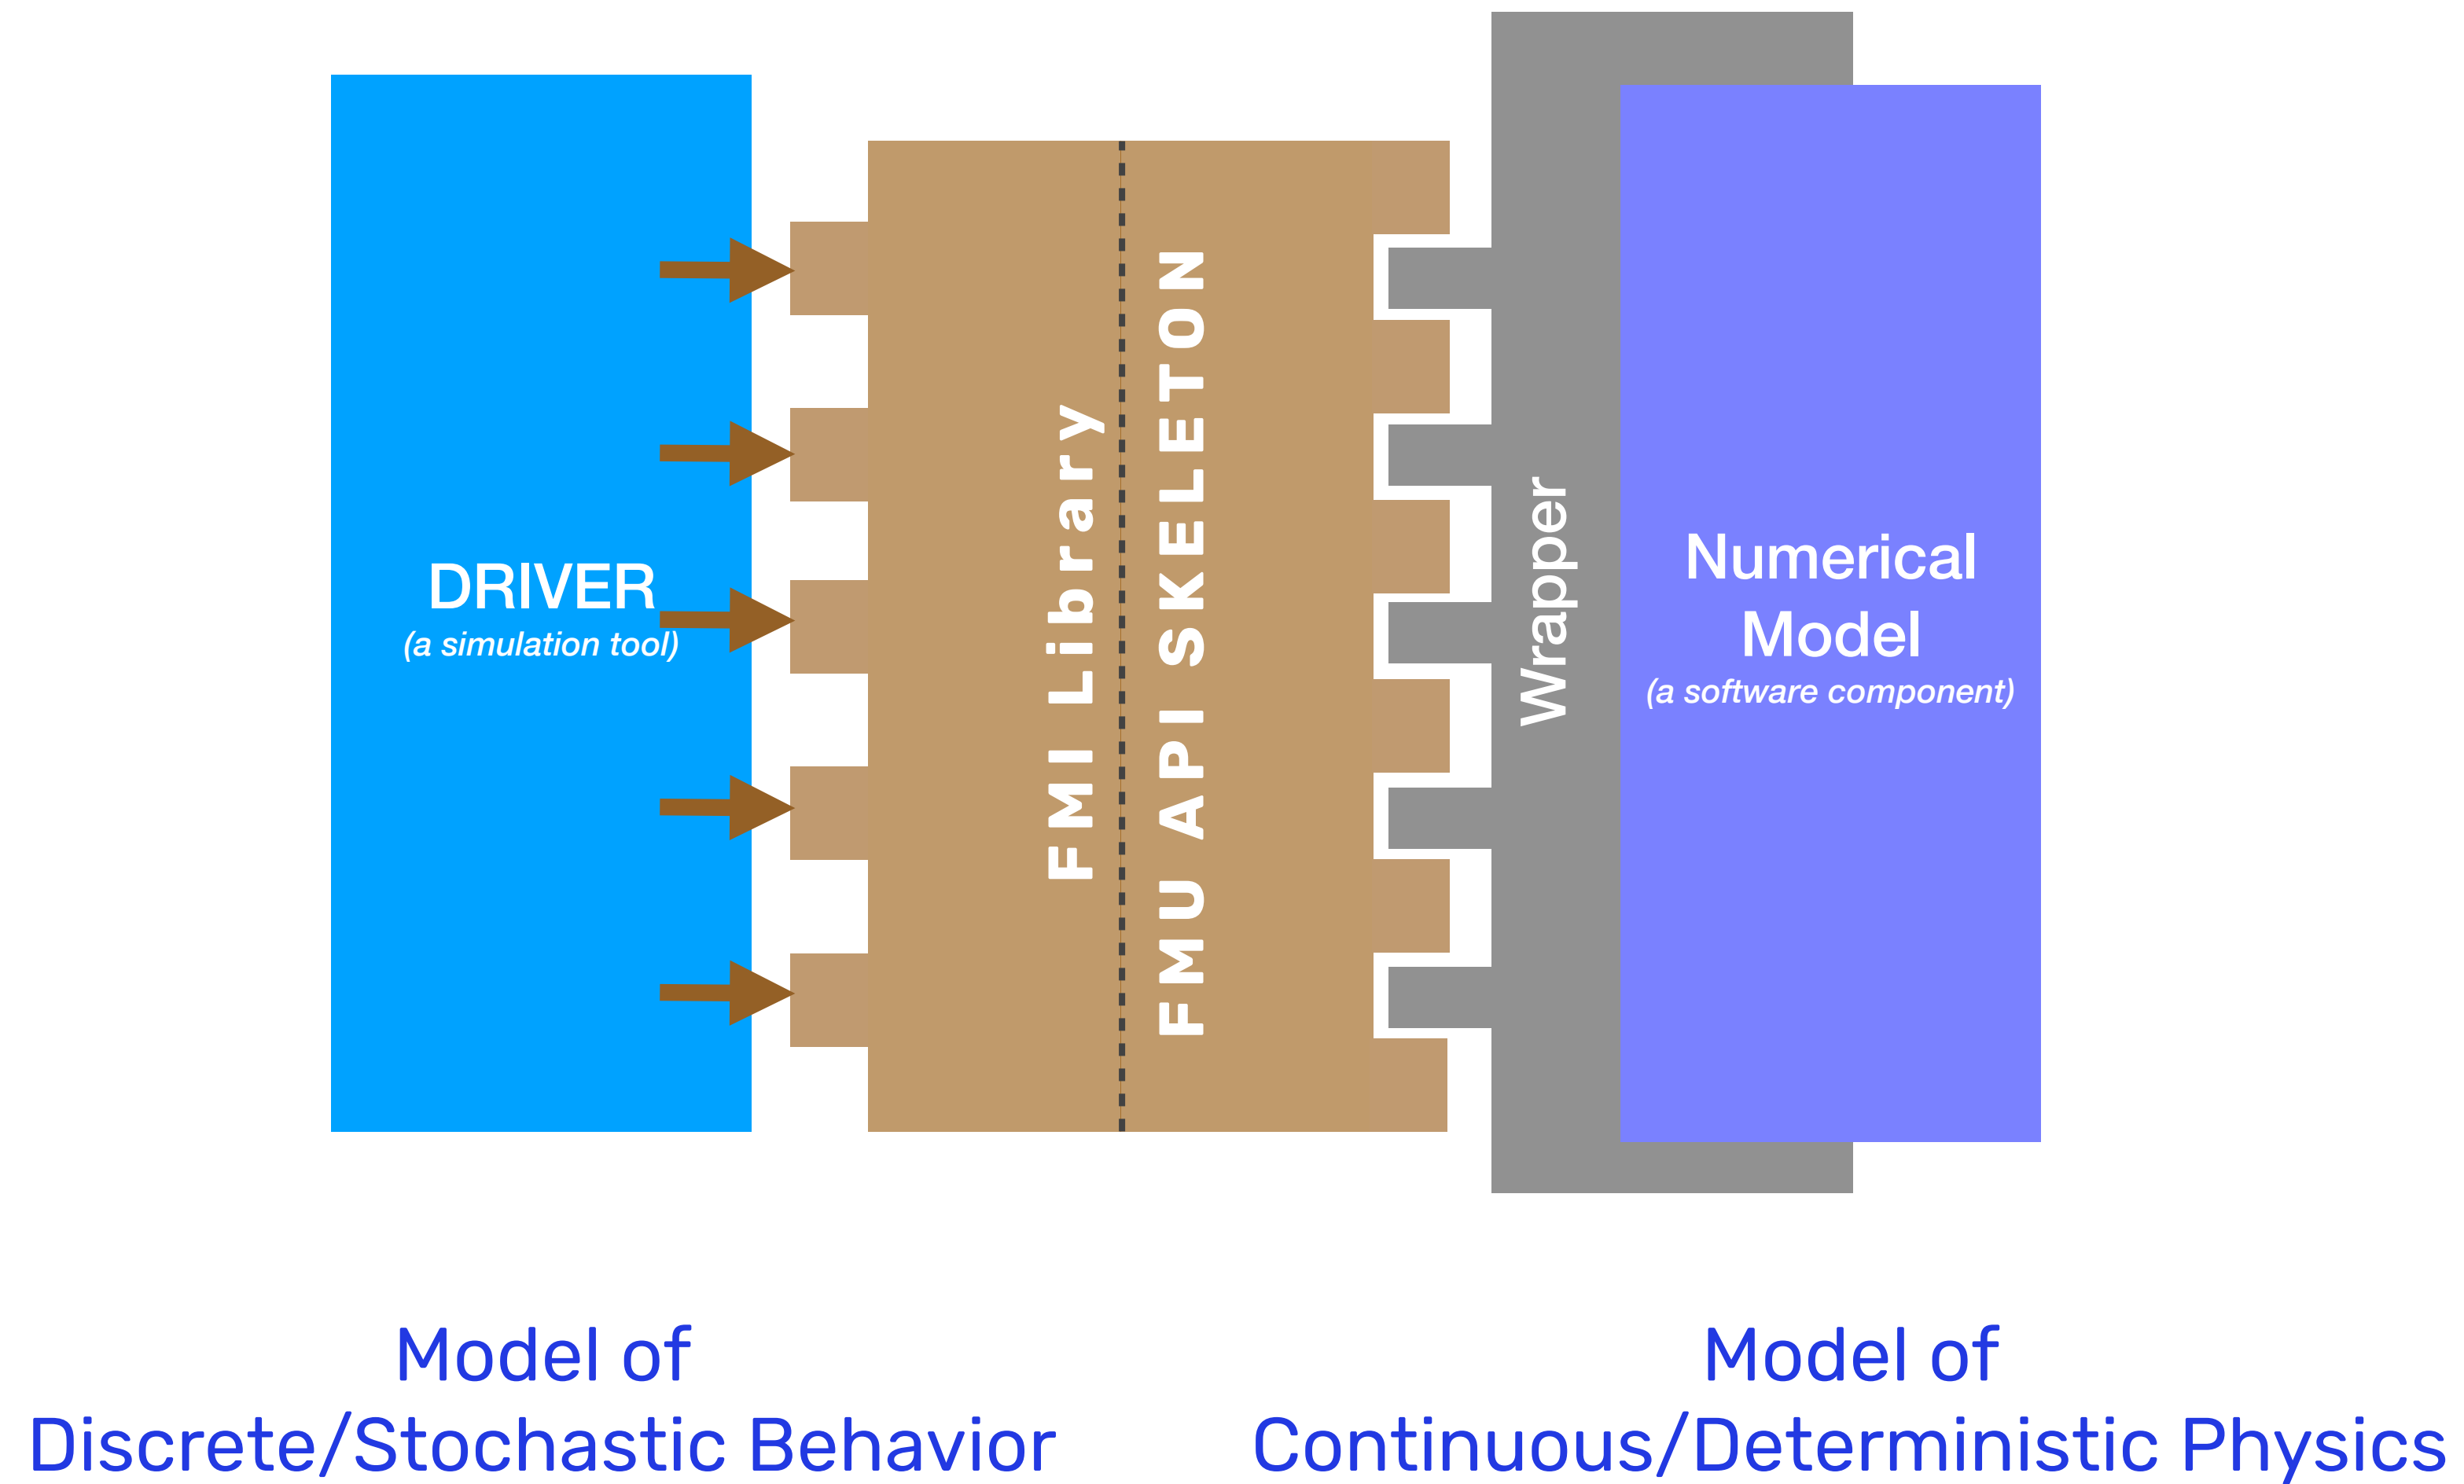 DRIVER
(a simulation tool)
FMI Library
FMU API SKELETON
Wrapper
Numerical
Model
(a software component)
Model of
Discrete/Stochastic Behavior
Model of
Continuous/Deterministic Physics